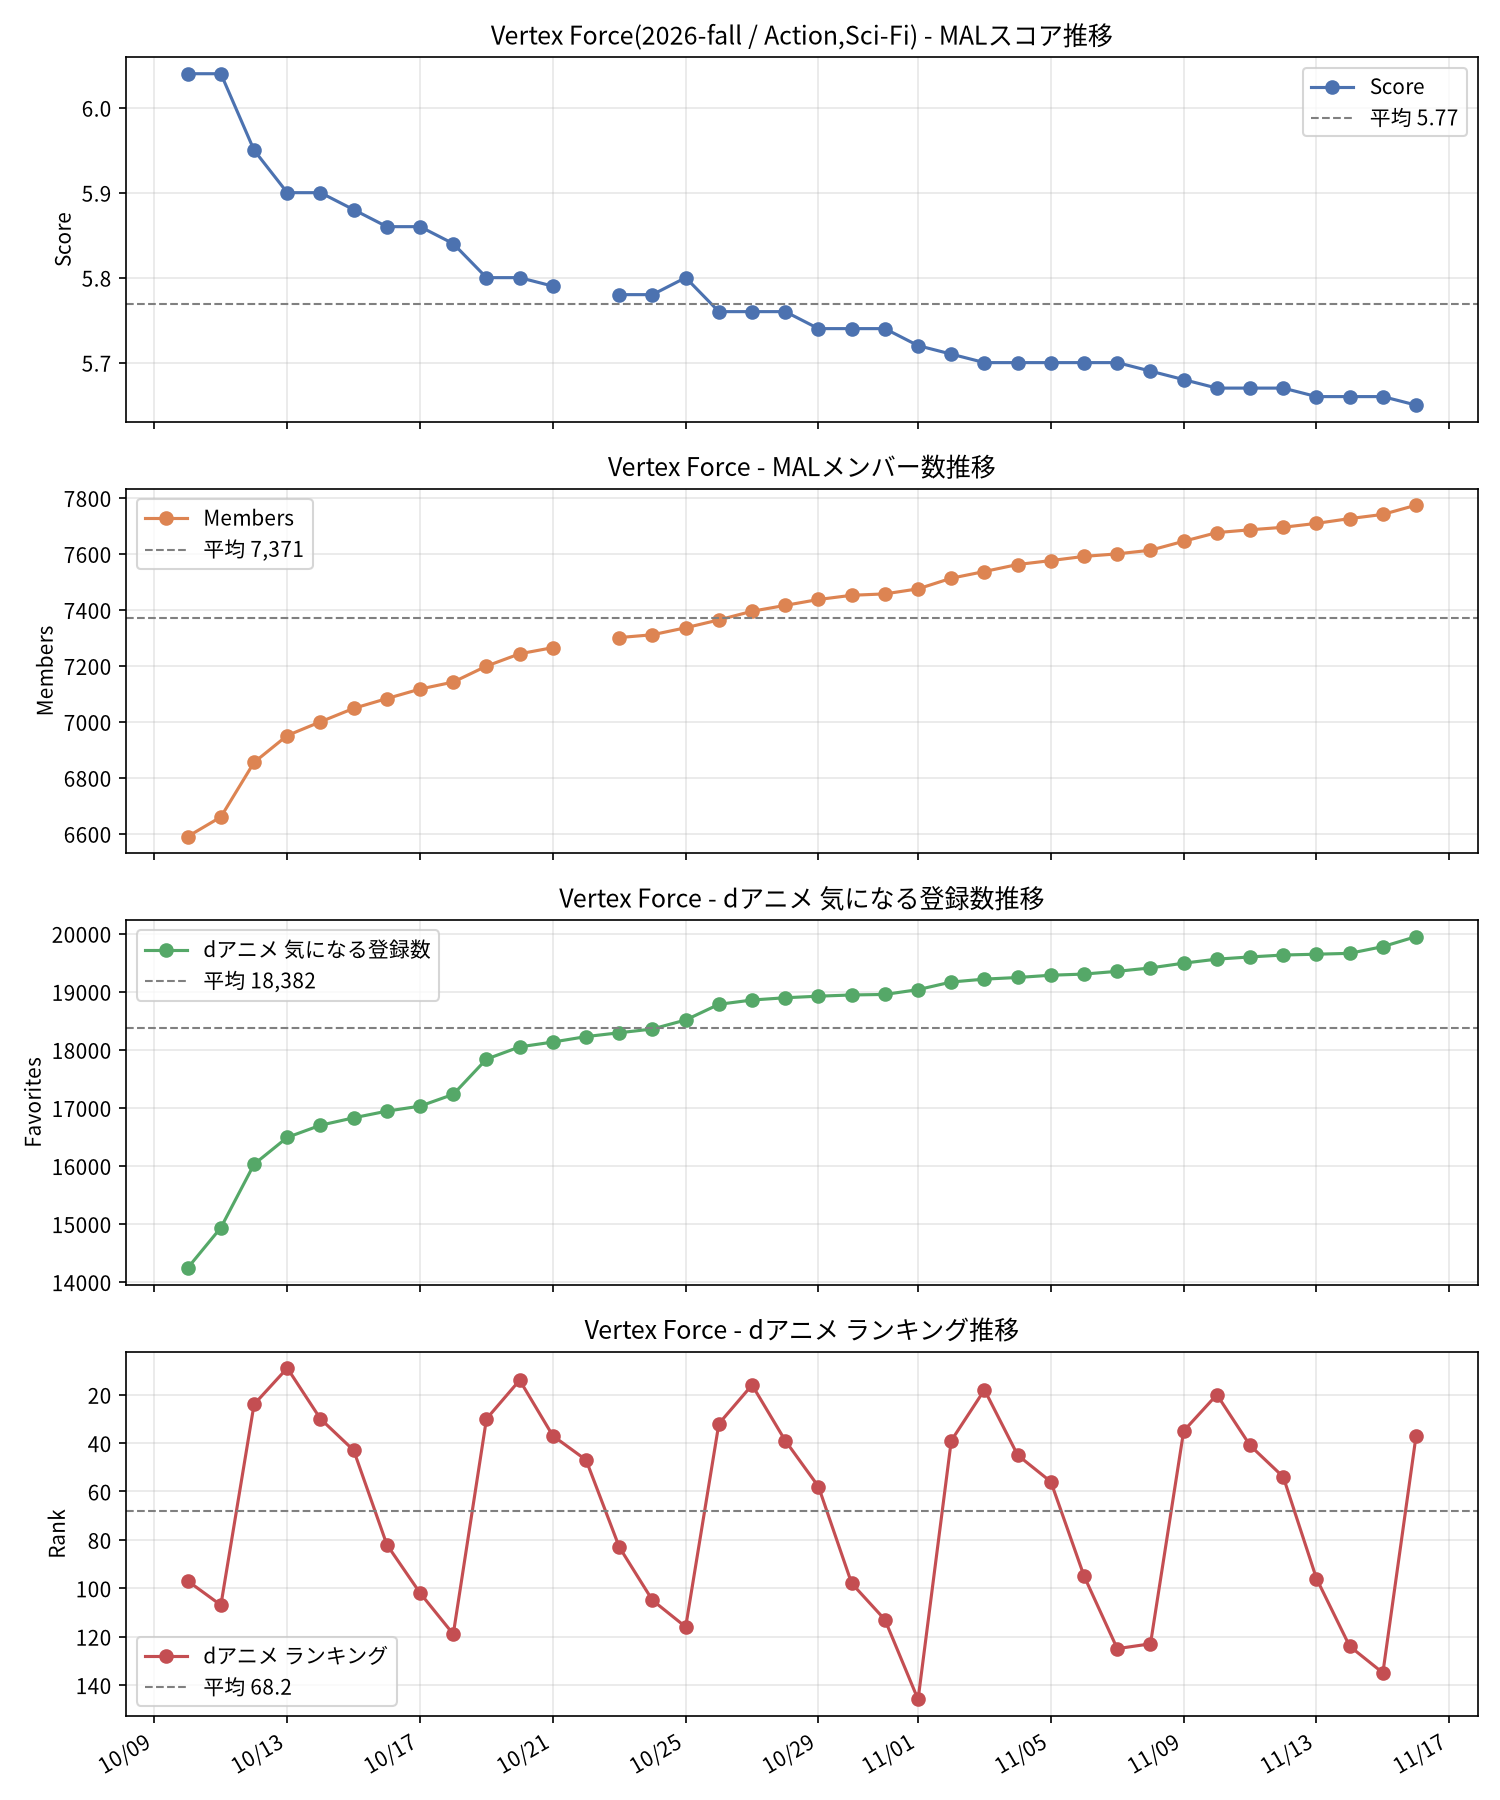 Vertex Force(2026-fall / Action,Sci-Fi) - MALスコア推移
Score
6.0
5.9
5.8
5.7
Score
平均 5.77
Vertex Force - MALメンバー数推移
Members
7800
7600
7400
7200
7000
6800
6600
Members
平均 7,371
Vertex Force - dアニメ 気になる登録数推移
Favorites
20000
19000
18000
17000
16000
15000
14000
dアニメ 気になる登録数
平均 18,382
Vertex Force - dアニメ ランキング推移
Rank
20
40
60
80
100
120
140
dアニメ ランキング
平均 68.2
10/09
10/13
10/17
10/21
10/25
10/29
11/01
11/05
11/09
11/13
11/17